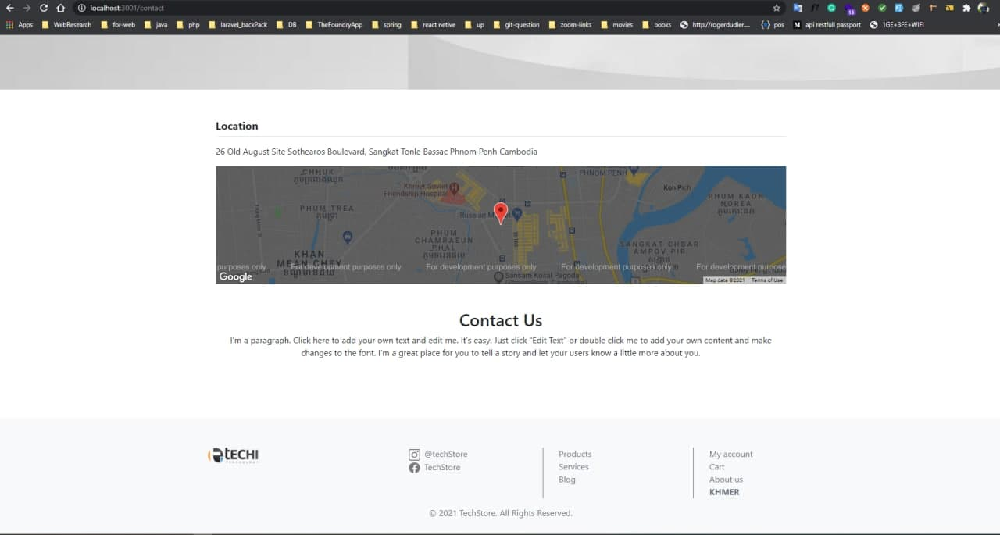 localhost:3001/contact
Apps WebResearch for-web java php laravel_backPack DB TheFoundryApp spring react netive up git-question zoom-links movies books http://rogerdudler.... pos api restfull passport 1GE+3FE+WIFI
Location
26 Old August Site Sothearos Boulevard, Sangkat Tonle Bassac Phnom Penh Cambodia
CHHUK
PHNOM PENH
Khmer Soviet
Friendship Hospital
Koh Pich
PHUM KAOH
NOREA
PHUM TREA
Russian
PHUM
CHAMRAEUN
PHAL
SANGKAT CHBAR
AMPOV PIR
KHAN
MEAN CHEY
purposes only For development purposes only For development purposes only For development purposes only For development purpose
Google
Sansam Kosal Pagoda
Map data ©2021 Terms of Use
Contact Us
I'm a paragraph. Click here to add your own text and edit me. It's easy. Just click "Edit Text" or double click me to add your own content and make
changes to the font. I'm a great place for you to tell a story and let your users know a little more about you.
TECHI
TECHNOLOGY
@techStore
TechStore
Products
Services
Blog
My account
Cart
About us
KHMER
© 2021 TechStore. All Rights Reserved.